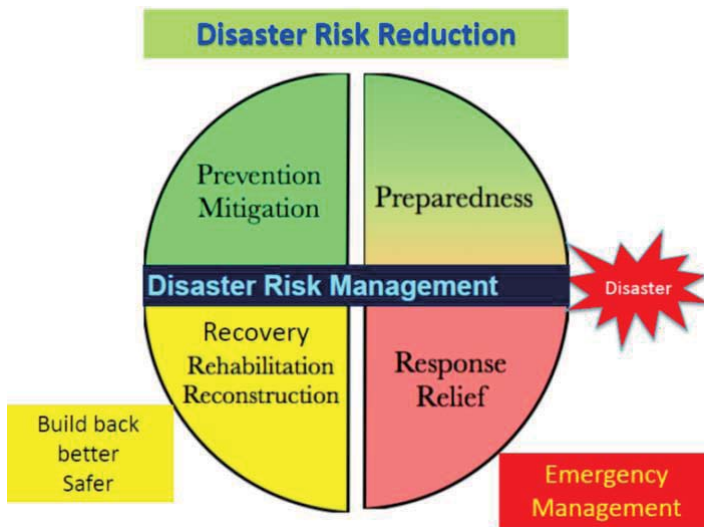 Disaster Risk Reduction
Prevention
Mitigation
Preparedness
Disaster Risk Management
Disaster
Recovery
Rehabilitation
Reconstruction
Response
Relief
Build back
better
Safer
Emergency
Management